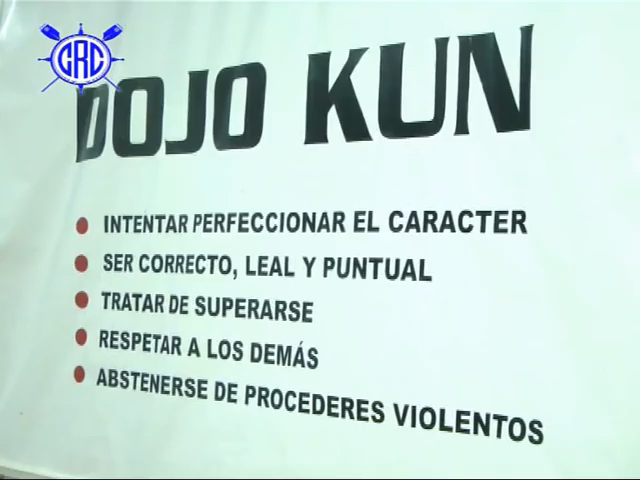 CRC
DOJO KUN
INTENTAR PERFECCIONAR EL CARACTER
SER CORRECTO, LEAL Y PUNTUAL
TRATAR DE SUPERARSE
RESPETAR A LOS DEMÁS
ABSTENERSE DE PROCEDERES VIOLENTOS